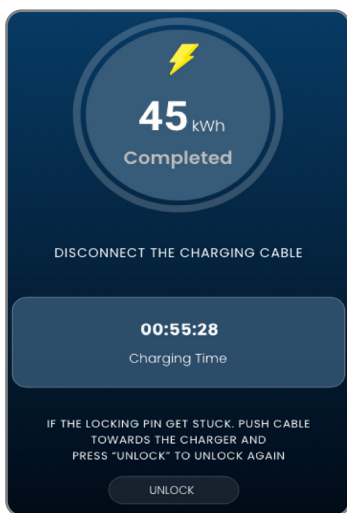 45 kWh
Completed
DISCONNECT THE CHARGING CABLE
00:55:28
Charging Time
IF THE LOCKING PIN GET STUCK. PUSH CABLE
TOWARDS THE CHARGER AND
PRESS “UNLOCK” TO UNLOCK AGAIN
UNLOCK